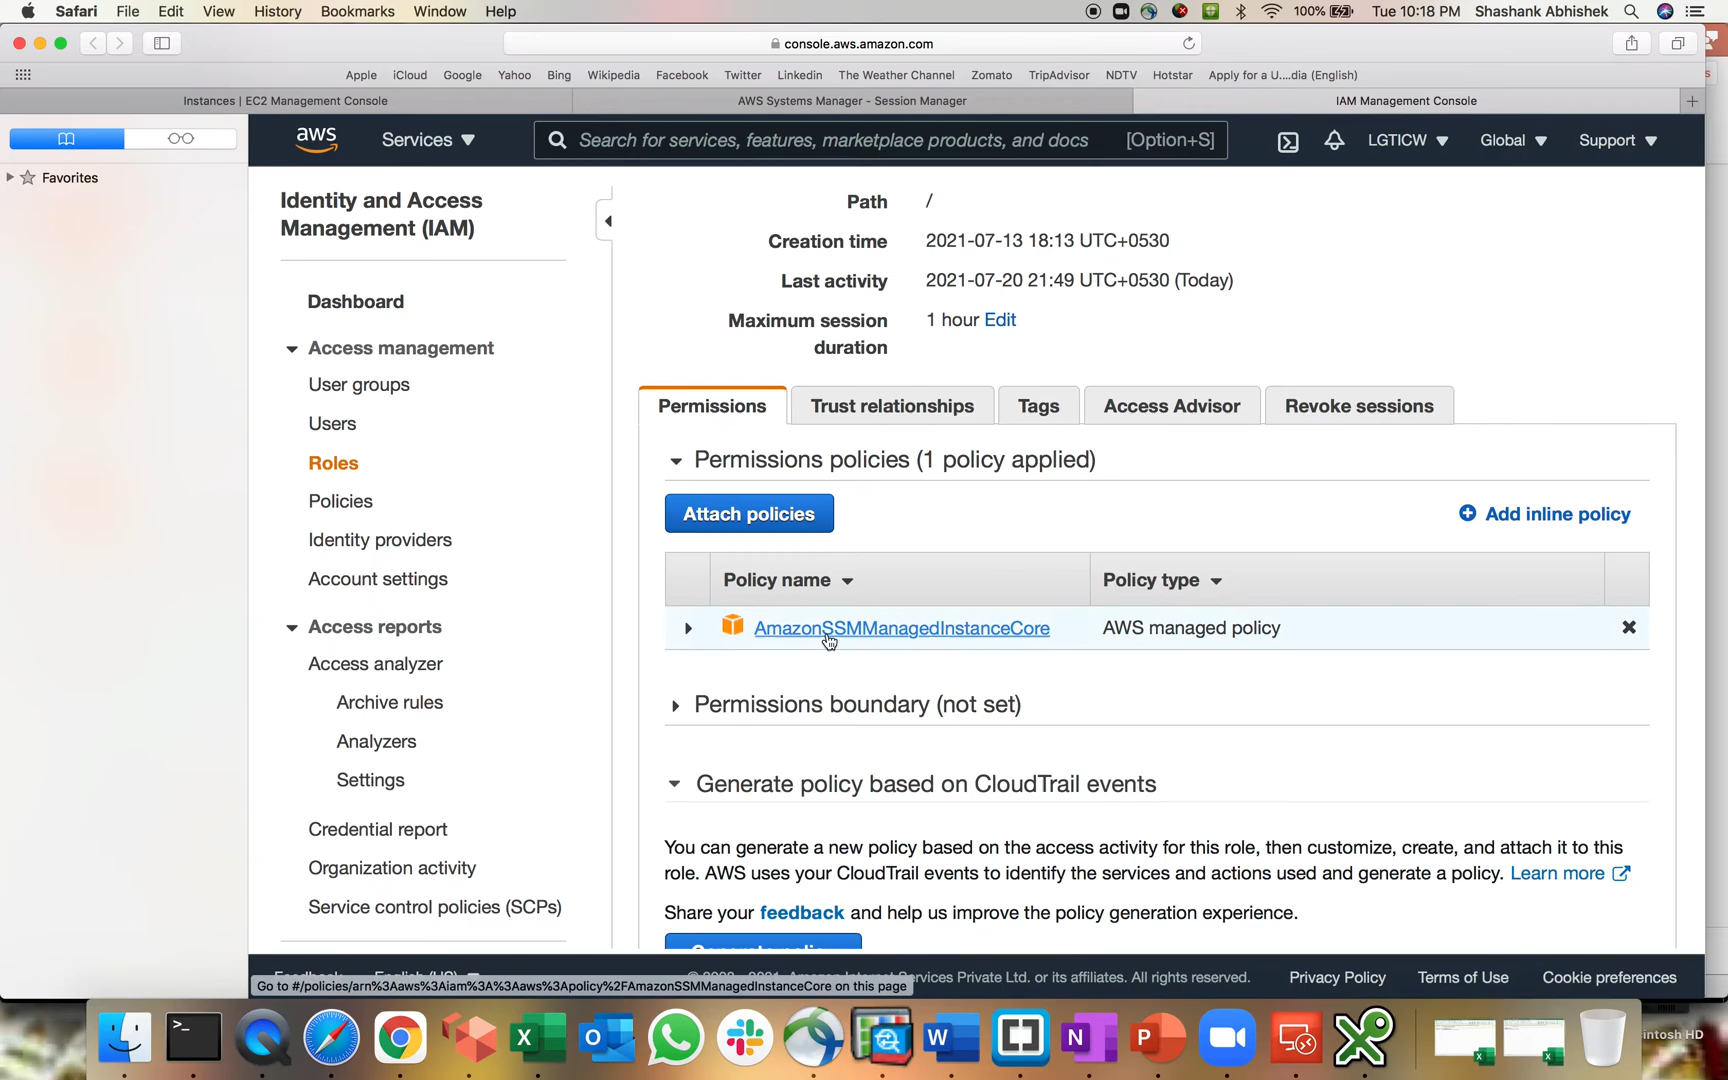 Safari File Edit View History Bookmarks Window Help 100% Tue 10:18 PM Shashank Abhishek
console.aws.amazon.com
Apple iCloud Google Yahoo Bing Wikipedia Facebook Twitter Linkedin The Weather Channel Zomato TripAdvisor NDTV Hotstar Apply for a U....dia (English)
Instances | EC2 Management Console AWS Systems Manager - Session Manager IAM Management Console
aws Services Search for services, features, marketplace products, and docs [Option+S] LGTICW Global Support
Favorites
Identity and Access
Management (IAM)
Dashboard
Access management
User groups
Users
Roles
Policies
Identity providers
Account settings
Access reports
Access analyzer
Archive rules
Analyzers
Settings
Credential report
Organization activity
Service control policies (SCPs)
Path /
Creation time 2021-07-13 18:13 UTC+0530
Last activity 2021-07-20 21:49 UTC+0530 (Today)
Maximum session 1 hour Edit
duration
Permissions Trust relationships Tags Access Advisor Revoke sessions
Permissions policies (1 policy applied)
Attach policies Add inline policy
Policy name Policy type
AmazonSSMManagedInstanceCore AWS managed policy
Permissions boundary (not set)
Generate policy based on CloudTrail events
You can generate a new policy based on the access activity for this role, then customize, create, and attach it to this
role. AWS uses your CloudTrail events to identify the services and actions used and generate a policy. Learn more
Share your feedback and help us improve the policy generation experience.
Services Private Ltd. or its affiliates. All rights reserved. Privacy Policy Terms of Use Cookie preferences
Go to #/policies/arn%3Aaws%3Aiam%3A%3Aaws%3Apolicy%2FAmazonSSMManagedInstanceCore on this page
intosh HD